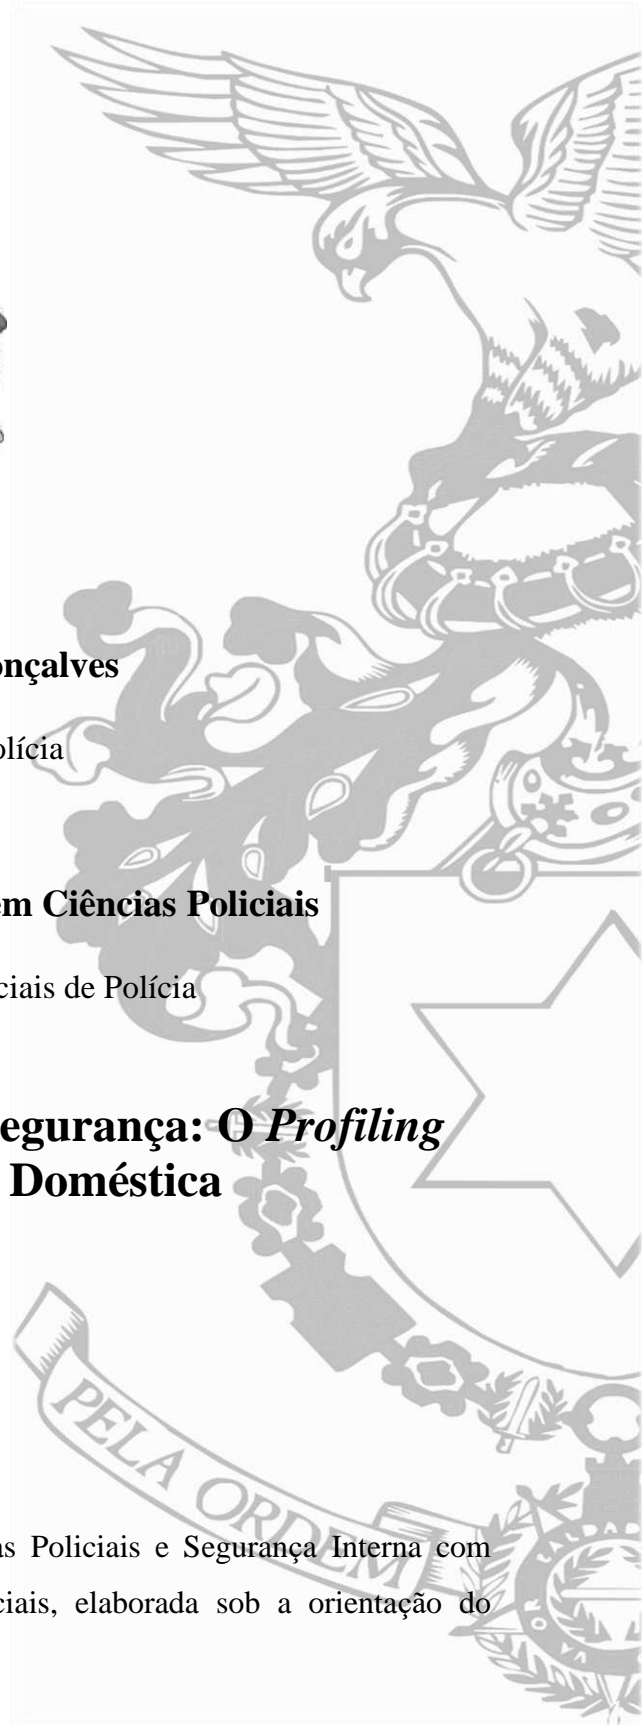 onçalves
olícia
em Ciências Policiais
ciais de Polícia
egurança: O Profiling
Doméstica
PELA ORDEM
as Policiais e Segurança Interna com
ciais, elaborada sob a orientação do